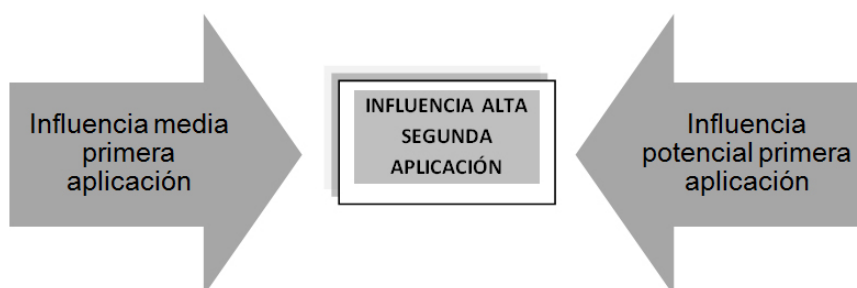 Influencia media
primera
aplicación
INFLUENCIA ALTA
SEGUNDA
APLICACIÓN
Influencia
potencial primera
aplicación